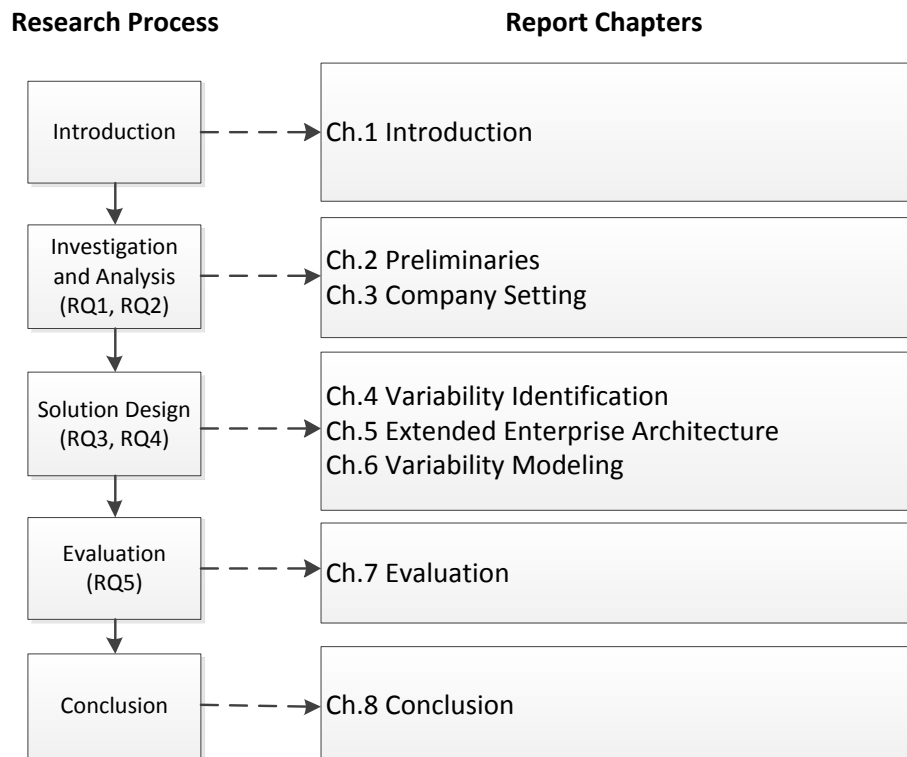 Research Process
Report Chapters
Introduction
Ch.1 Introduction
Investigation
and Analysis
(RQ1, RQ2)
Ch.2 Preliminaries
Ch.3 Company Setting
Solution Design
(RQ3, RQ4)
Ch.4 Variability Identification
Ch.5 Extended Enterprise Architecture
Ch.6 Variability Modeling
Evaluation
(RQ5)
Ch.7 Evaluation
Conclusion
Ch.8 Conclusion